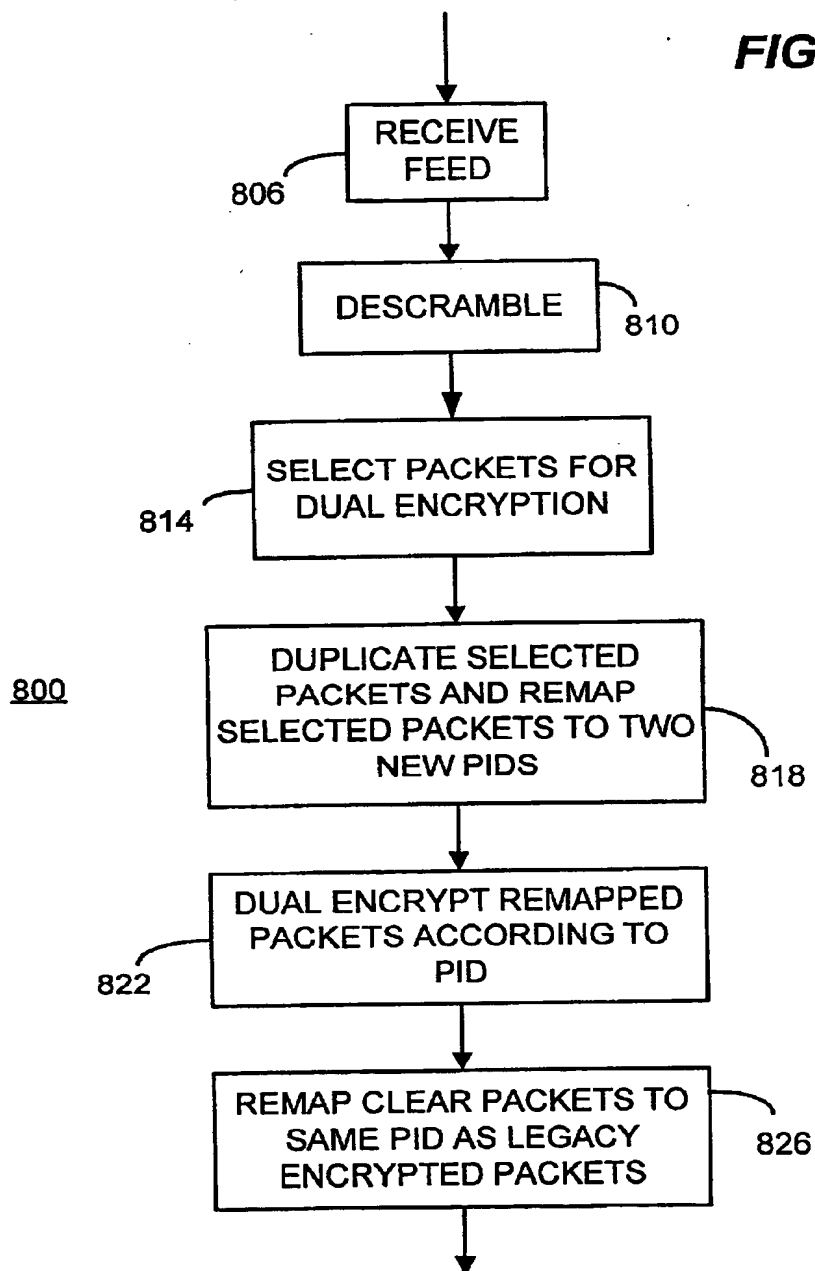 FIG
RECEIVE
FEED
806
DESCRAMBLE
810
SELECT PACKETS FOR
DUAL ENCRYPTION
814
DUPLICATE SELECTED
PACKETS AND REMAP
SELECTED PACKETS TO TWO
NEW PIDS
800
818
DUAL ENCRYPT REMAPPED
PACKETS ACCORDING TO
PID
822
REMAP CLEAR PACKETS TO
SAME PID AS LEGACY
ENCRYPTED PACKETS
826